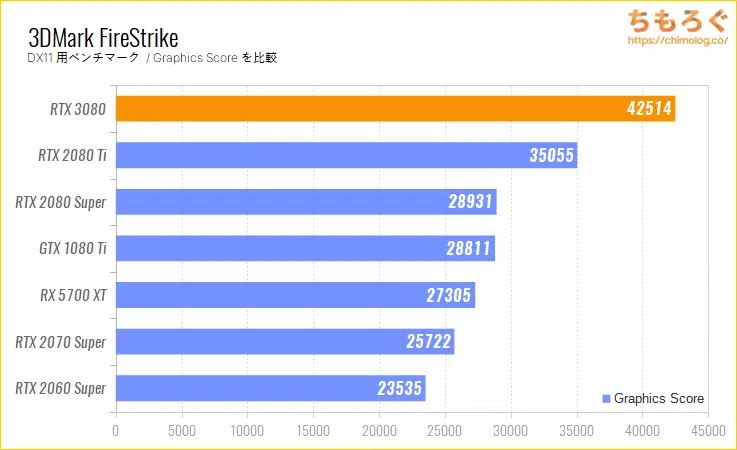 ちもろぐ
https://chimolog.co/
3DMark FireStrike
DX11 用ベンチマーク / Graphics Score を比較
RTX 3080 42514
RTX 2080 Ti 35055
RTX 2080 Super 28931
GTX 1080 Ti 28811
RX 5700 XT 27305
RTX 2070 Super 25722
RTX 2060 Super 23535
Graphics Score
0 5000 10000 15000 20000 25000 30000 35000 40000 45000